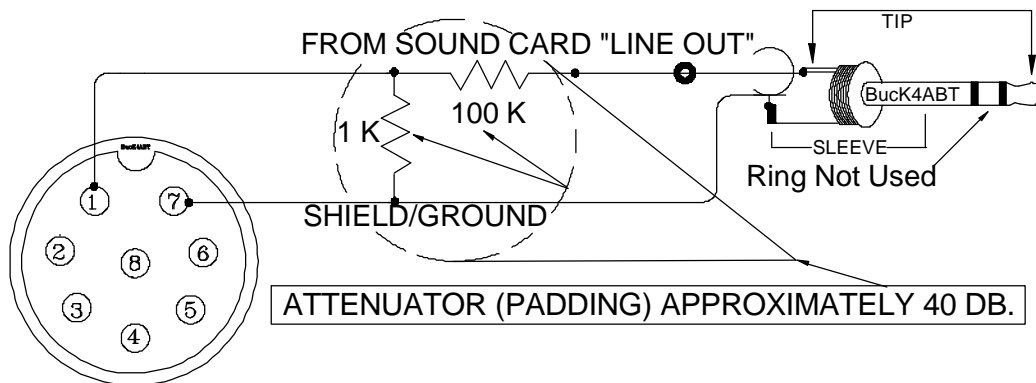 TIP
FROM SOUND CARD "LINE OUT"
BucK4ABT
1 K
100 K
SLEEVE
Ring Not Used
SHIELD/GROUND
ATTENUATOR (PADDING) APPROXIMATELY 40 DB.
BucK4ABT
1
7
2
8
6
3
5
4